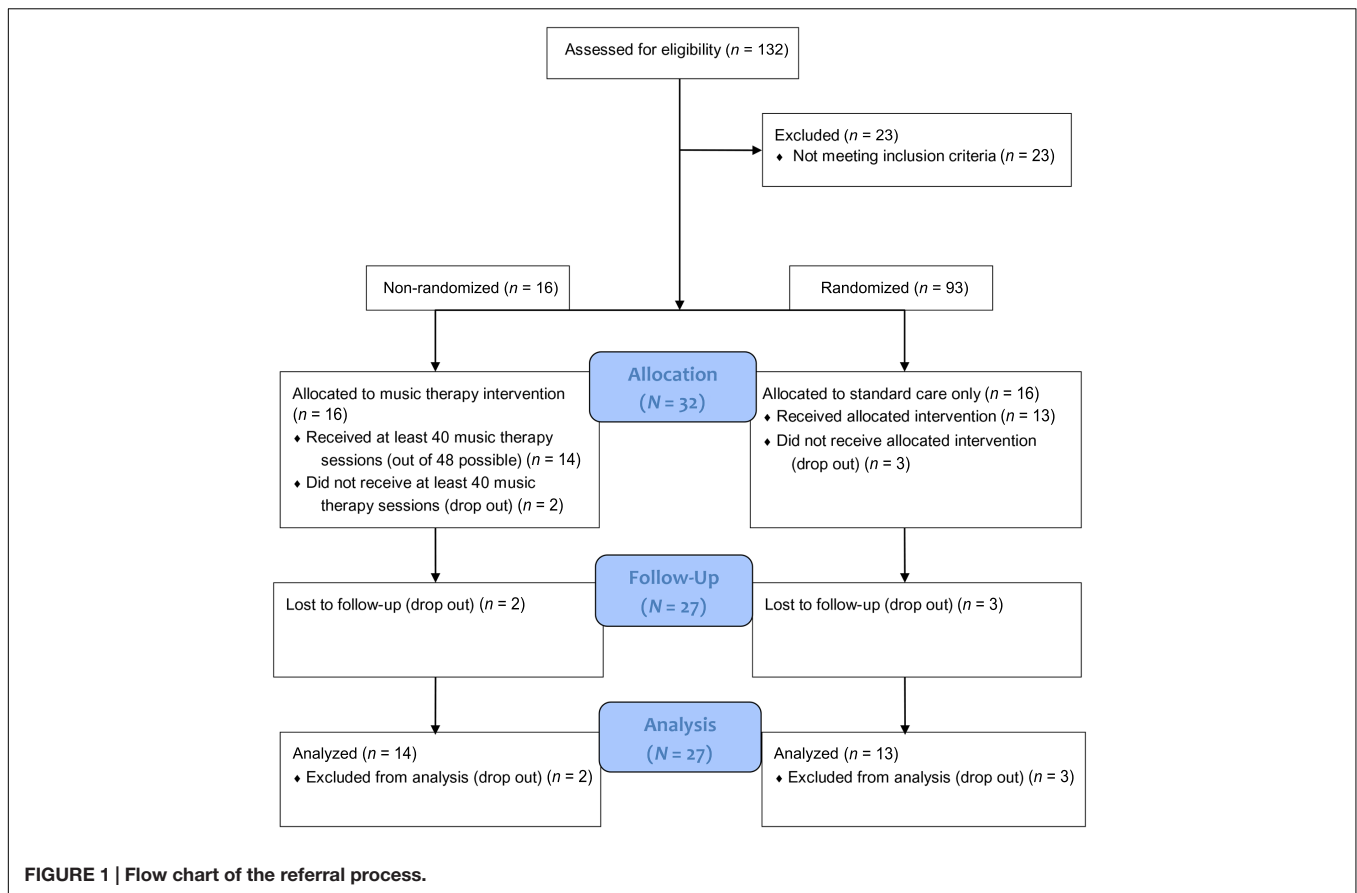 Assessed for eligibility (n = 132)
Excluded (n = 23)
♦ Not meeting inclusion criteria (n = 23)
Non-randomized (n = 16)
Randomized (n = 93)
Allocation
(N = 32)
Allocated to music therapy intervention
(n = 16)
♦ Received at least 40 music therapy
sessions (out of 48 possible) (n = 14)
♦ Did not receive at least 40 music
therapy sessions (drop out) (n = 2)
Allocated to standard care only (n = 16)
♦ Received allocated intervention (n = 13)
♦ Did not receive allocated intervention
(drop out) (n = 3)
Follow-Up
(N = 27)
Lost to follow-up (drop out) (n = 2)
Lost to follow-up (drop out) (n = 3)
Analysis
(N = 27)
Analyzed (n = 14)
♦ Excluded from analysis (drop out) (n = 2)
Analyzed (n = 13)
♦ Excluded from analysis (drop out) (n = 3)
FIGURE 1 | Flow chart of the referral process.